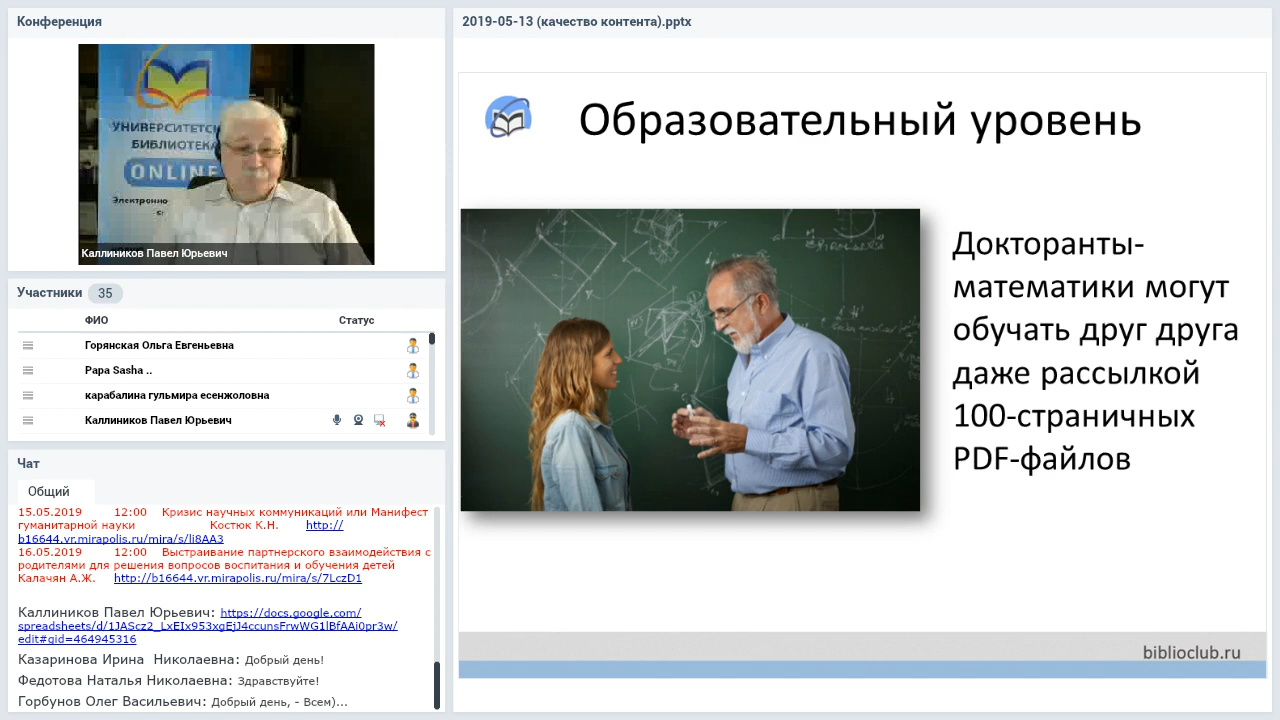 Конференция
УНИВЕРСИТЕТС
БИБЛИОТЕКА
ONLINE
Электронно
Каллиников Павел Юрьевич
Участники 35
ФИО Статус
Горянская Ольга Евгеньевна
Papa Sasha ..
карабалина гульмира есенжоловна
Каллиников Павел Юрьевич
Чат
Общий
15.05.2019 12:00 Кризис научных коммуникаций или Манифест
гуманитарной науки Костюк К.Н. http://
b16644.vr.mirapolis.ru/mira/s/li8AA3
16.05.2019 12:00 Выстраивание партнерского взаимодействия с
родителями для решения вопросов воспитания и обучения детей
Калачян А.Ж. http://b16644.vr.mirapolis.ru/mira/s/7LczD1
Каллиников Павел Юрьевич: https://docs.google.com/
spreadsheets/d/1JAScz2_LxEIx953xgEjJ4ccunsFrwWG1lBfAAi0pr3w/
edit#gid=464945316
Казаринова Ирина Николаевна: Добрый день!
Федотова Наталья Николаевна: Здравствуйте!
Горбунов Олег Васильевич: Добрый день, - Всем)...
2019-05-13 (качество контента).pptx
Образовательный уровень
Докторанты-
математики могут
обучать друг друга
даже рассылкой
100-страничных
PDF-файлов
biblioclub.ru